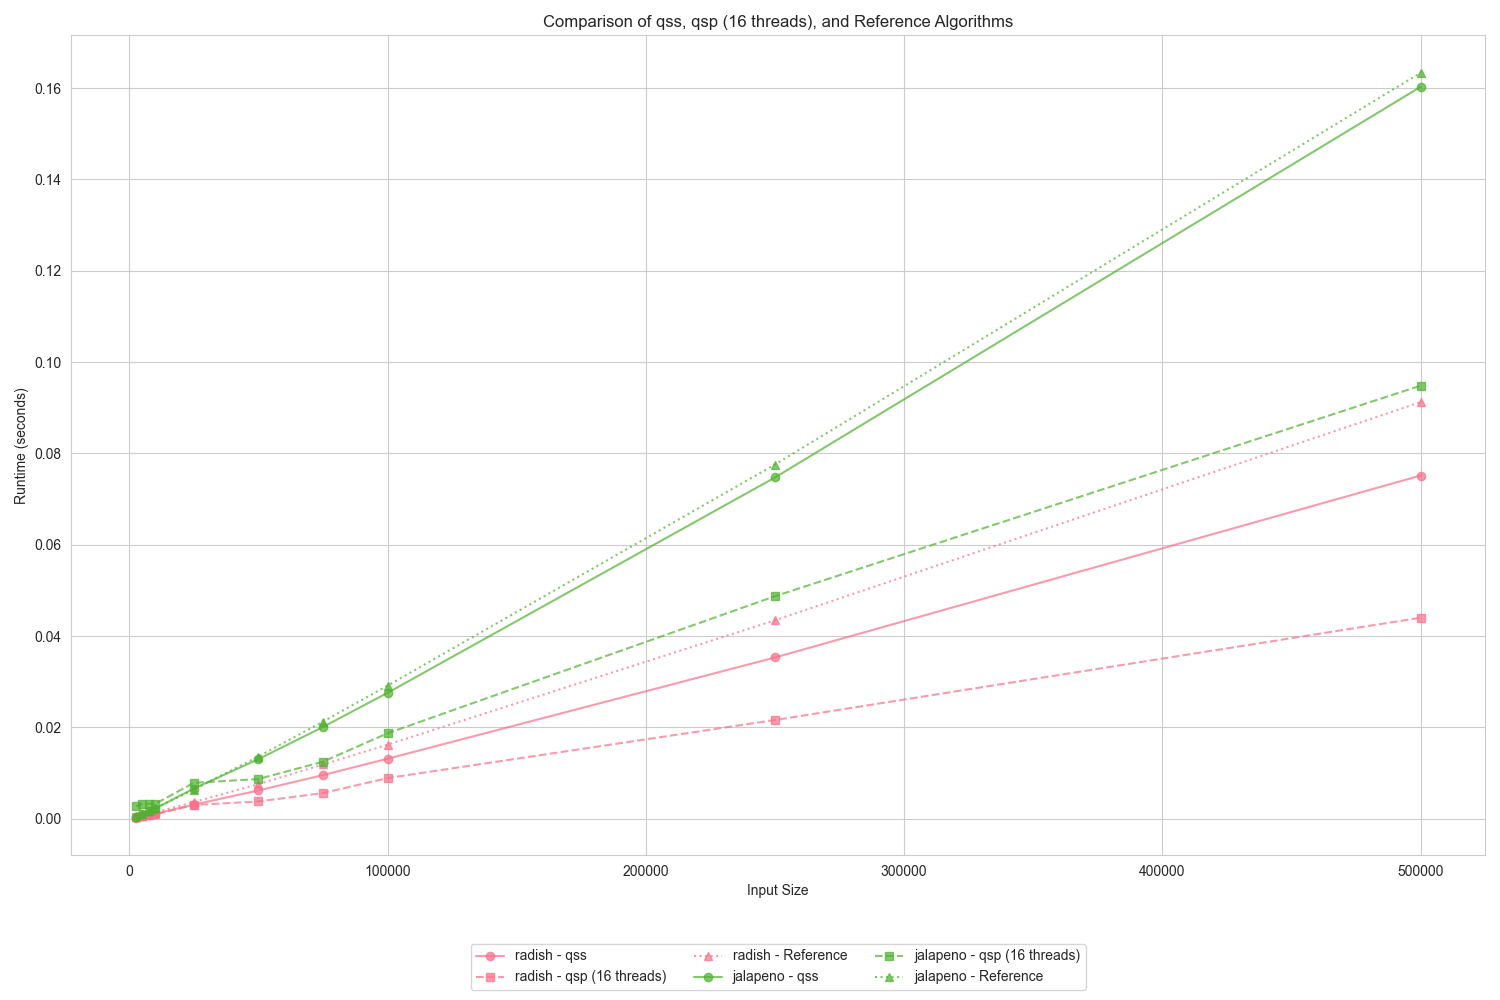 Comparison of qss, qsp (16 threads), and Reference Algorithms
0.16
0.14
0.12
0.10
0.08
0.06
0.04
0.02
0.00
Runtime (seconds)
0 100000 200000 300000 400000 500000
Input Size
radish - qss radish - Reference jalapeno - qsp (16 threads)
radish - qsp (16 threads) jalapeno - qss jalapeno - Reference